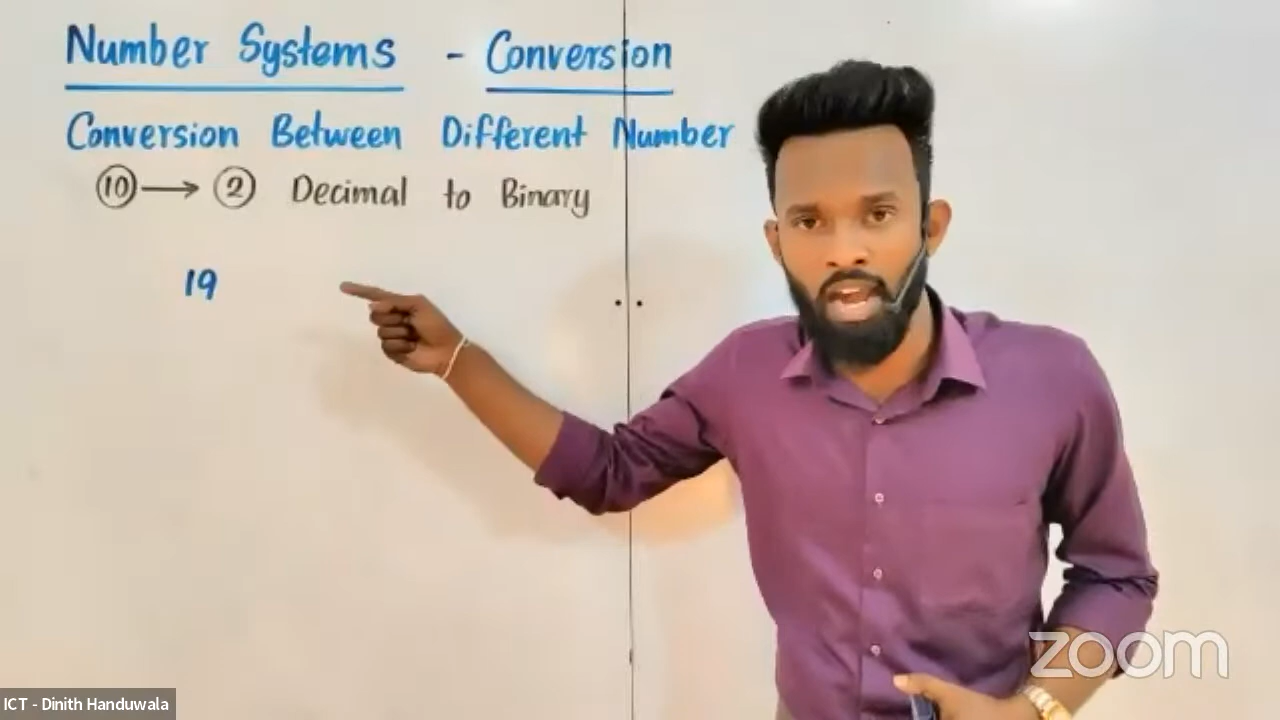 Number Systems - Conversion
Conversion Between Different Number
10 → 2 Decimal to Binary
19
zoom
ICT - Dinith Handuwala